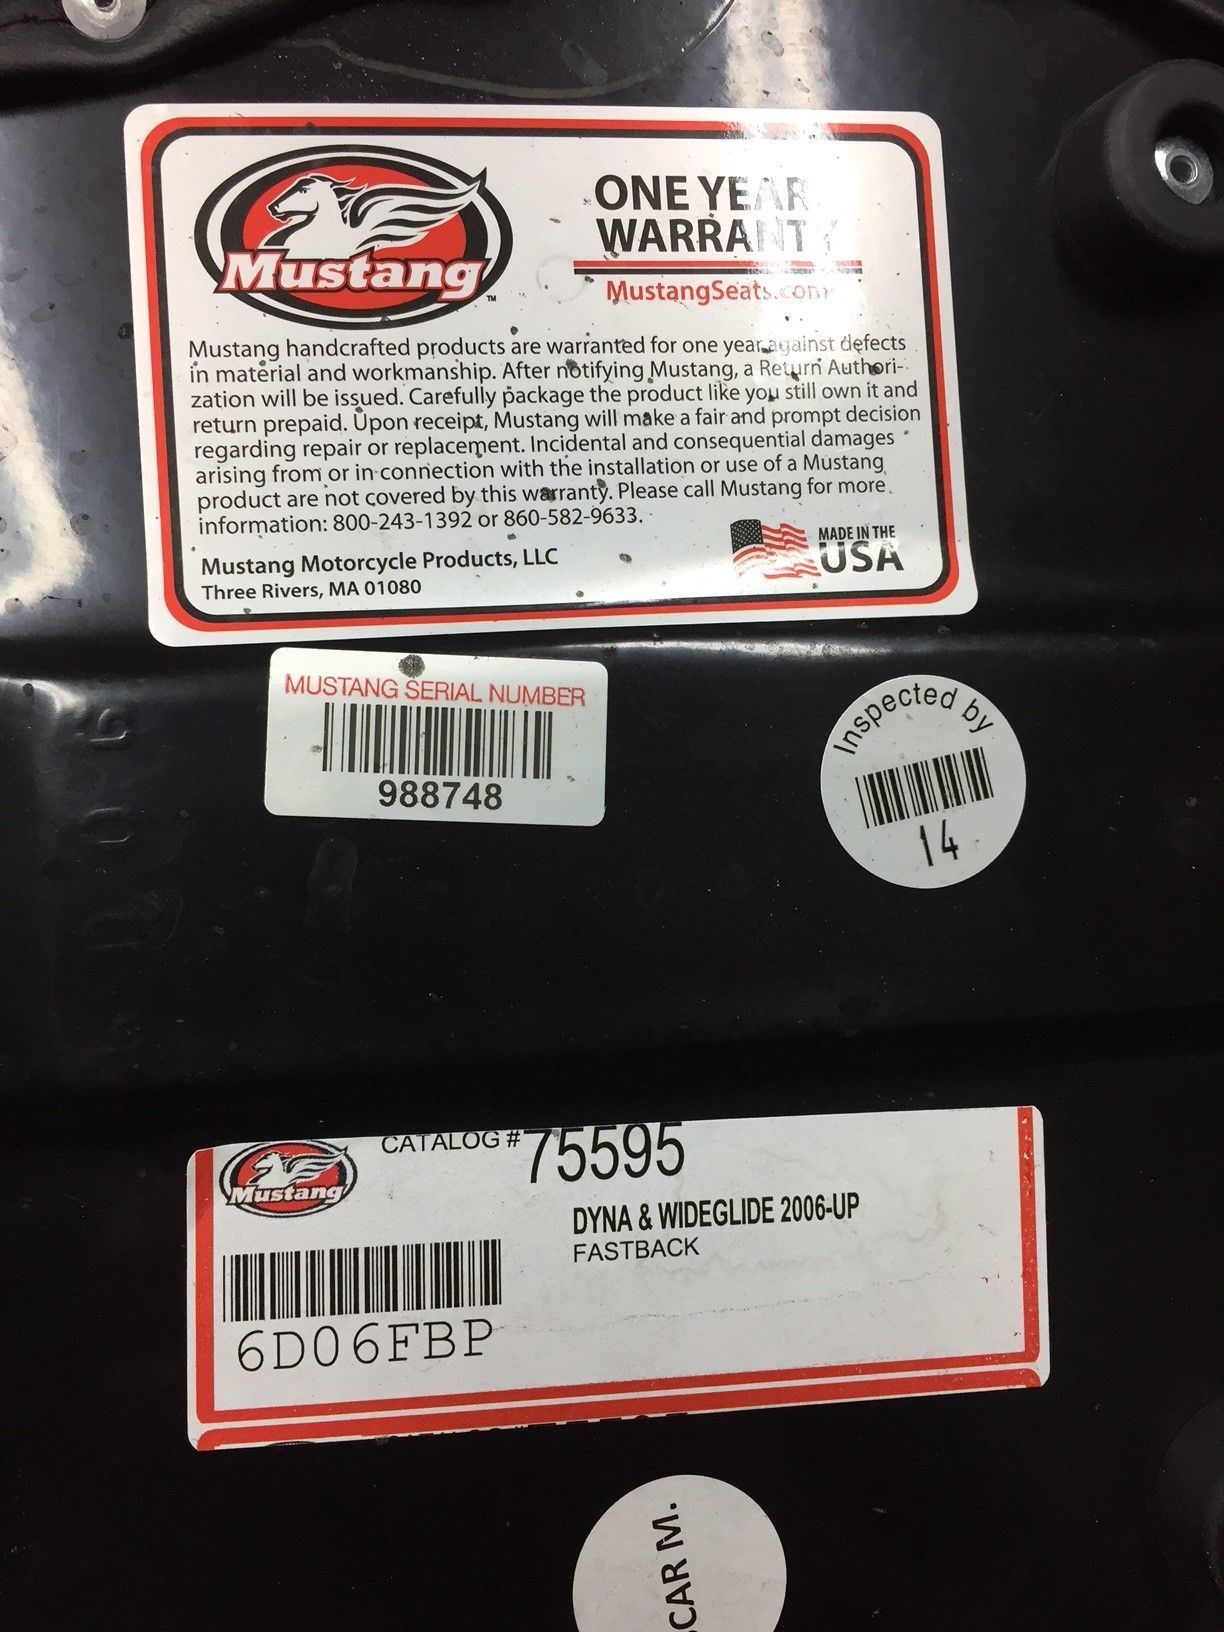 Mustang
TM
ONE YEAR
WARRANTY
MustangSeats.com
Mustang handcrafted products are warranted for one year against defects
in material and workmanship. After notifying Mustang, a Return Authori-
zation will be issued. Carefully package the product like you still own it and
return prepaid. Upon receipt, Mustang will make a fair and prompt decision
regarding repair or replacement. Incidental and consequential damages
arising from or in connection with the installation or use of a Mustang
product are not covered by this warranty. Please call Mustang for more
information: 800-243-1392 or 860-582-9633.
Mustang Motorcycle Products, LLC
Three Rivers, MA 01080
MADE IN THE
USA
MUSTANG SERIAL NUMBER
988748
Inspected by
14
Mustang
CATALOG # 75595
DYNA & WIDEGLIDE 2006-UP
FASTBACK
6D06FBP
CAR M.